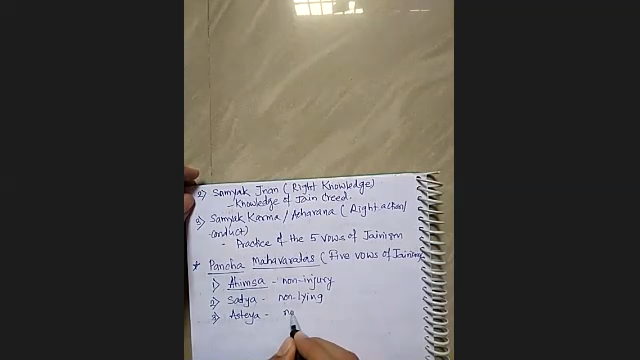 2) Samyak Jnan (Right Knowledge)
- Knowledge of Jain Creed.
3) Samyak Karma / Acharana (Right action/
conduct)
- Practice of the 5 vows of Jainism
* Pancha Mahavaratas (Five vows of Jainism
1) Ahimsa - non-injury
2) Satya - non-lying
3) Asteya - n